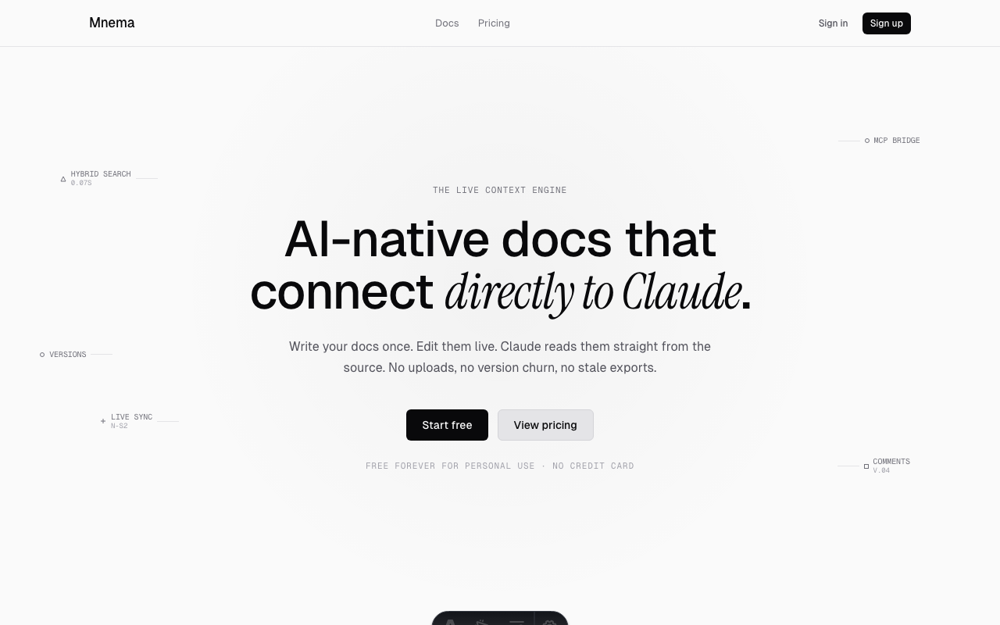 Mnema
Docs
Pricing
Sign in
Sign up
MCP BRIDGE
HYBRID SEARCH
0.07S
THE LIVE CONTEXT ENGINE
AI-native docs that
connect directly to Claude.
Write your docs once. Edit them live. Claude reads them straight from the
source. No uploads, no version churn, no stale exports.
VERSIONS
LIVE SYNC
N-S2
Start free
View pricing
FREE FOREVER FOR PERSONAL USE · NO CREDIT CARD
COMMENTS
V.04